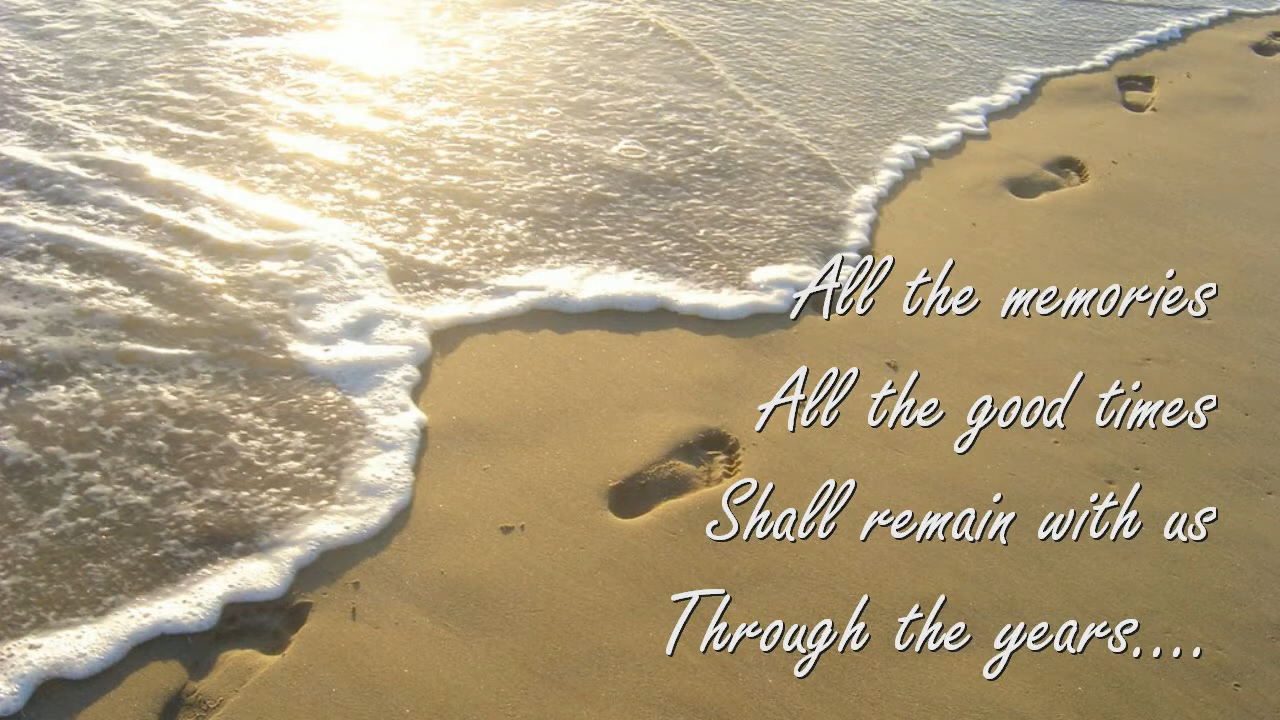 All the memories
All the good times
Shall remain with us
Through the years....